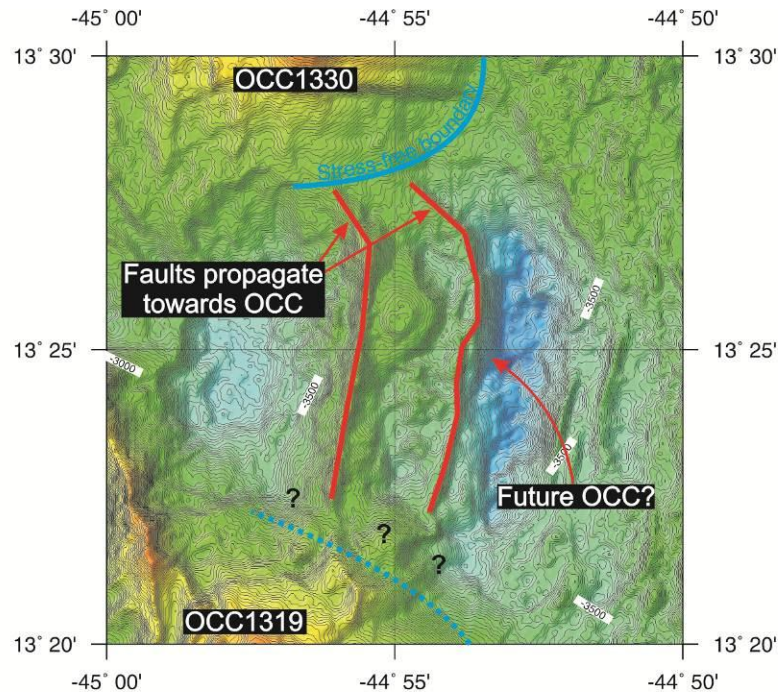 -45° 00' -44° 55' -44° 50'
13° 30' 13° 30'
OCC1330
Stress-free boundary
Faults propagate
towards OCC
-3500
13° 25' 13° 25'
-3000
-3500
-3500
Future OCC?
?
?
?
-3500
OCC1319
13° 20' 13° 20'
-45° 00' -44° 55' -44° 50'